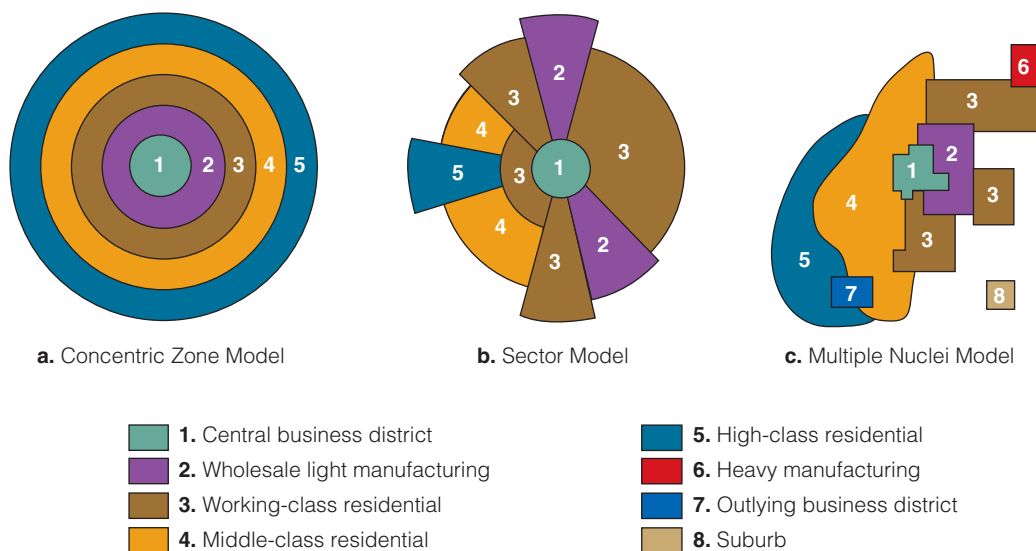 1 2 3 4 5
2
3
4
3
5
3
1
4
3
2
6
3
2
1
3
4
3
5
7
8
a. Concentric Zone Model
b. Sector Model
c. Multiple Nuclei Model
1. Central business district
2. Wholesale light manufacturing
3. Working-class residential
4. Middle-class residential
5. High-class residential
6. Heavy manufacturing
7. Outlying business district
8. Suburb